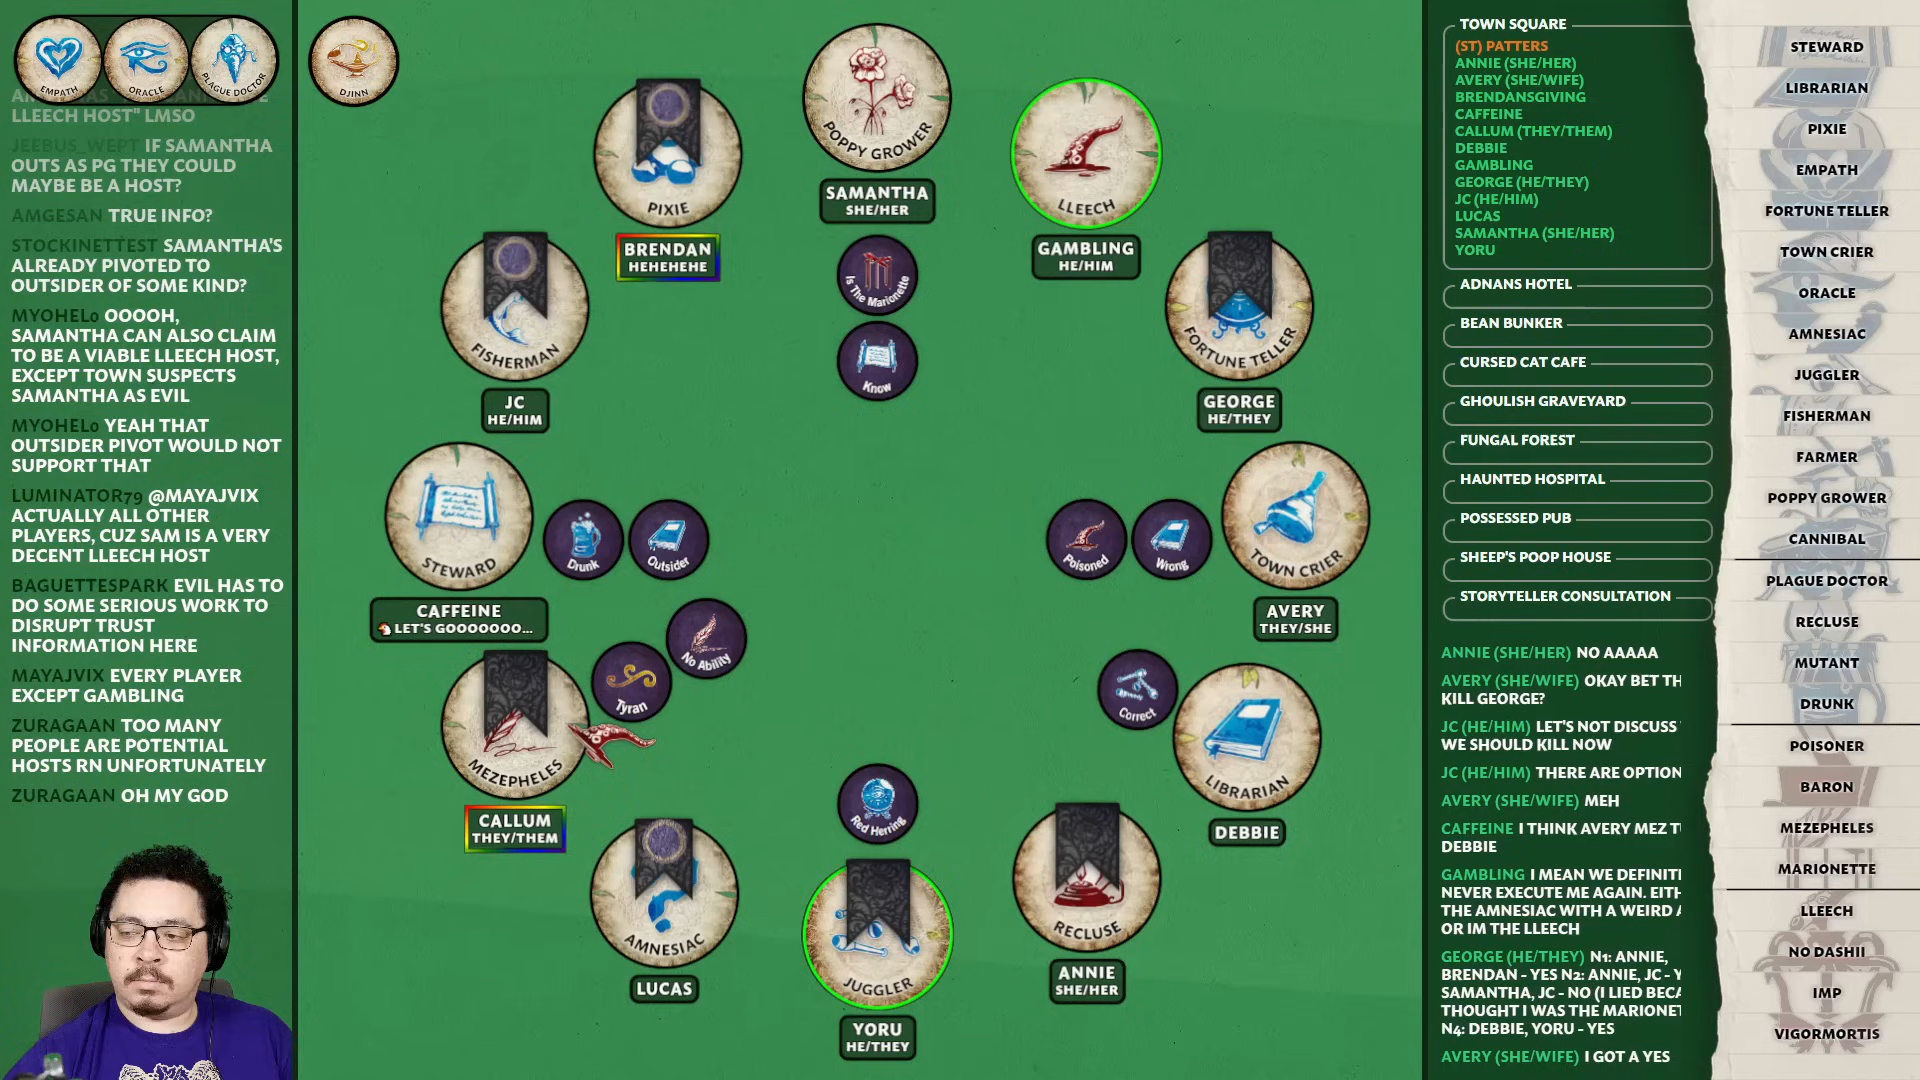 EMPATH
ORACLE
PLAGUE DOCTOR
DJINN
LLEECH HOST" LMSO
JEEBUS_WEPT IF SAMANTHA
OUTS AS PG THEY COULD
MAYBE BE A HOST?
AMGESAN TRUE INFO?
STOCKINETTEST SAMANTHA'S
ALREADY PIVOTED TO
OUTSIDER OF SOME KIND?
MYOHEL0 OOOOH,
SAMANTHA CAN ALSO CLAIM
TO BE A VIABLE LLEECH HOST,
EXCEPT TOWN SUSPECTS
SAMANTHA AS EVIL
MYOHEL0 YEAH THAT
OUTSIDER PIVOT WOULD NOT
SUPPORT THAT
LUMINATOR79 @MAYAJVIX
ACTUALLY ALL OTHER
PLAYERS, CUZ SAM IS A VERY
DECENT LLEECH HOST
BAGUETTESPARK EVIL HAS TO
DO SOME SERIOUS WORK TO
DISRUPT TRUST
INFORMATION HERE
MAYAJVIX EVERY PLAYER
EXCEPT GAMBLING
ZURAGAAN TOO MANY
PEOPLE ARE POTENTIAL
HOSTS RN UNFORTUNATELY
ZURAGAAN OH MY GOD
POPPY GROWER
SAMANTHA
SHE/HER
Is The Marionette
Know
LLEECH
GAMBLING
HE/HIM
FORTUNE TELLER
GEORGE
HE/THEY
TOWN CRIER
AVERY
THEY/SHE
Poisoned
Wrong
LIBRARIAN
DEBBIE
Correct
RECLUSE
ANNIE
SHE/HER
Red Herring
JUGGLER
YORU
HE/THEY
AMNESIAC
LUCAS
MEZEPHELES
CALLUM
THEY/THEM
Tyran
No Ability
STEWARD
CAFFEINE
LET'S GOOOOOOO...
Drunk
Outsider
FISHERMAN
JC
HE/HIM
PIXIE
BRENDAN
HEHEHEHE
TOWN SQUARE
(ST) PATTERS
ANNIE (SHE/HER)
AVERY (SHE/WIFE)
BRENDANSGIVING
CAFFEINE
CALLUM (THEY/THEM)
DEBBIE
GAMBLING
GEORGE (HE/THEY)
JC (HE/HIM)
LUCAS
SAMANTHA (SHE/HER)
YORU
ADNANS HOTEL
BEAN BUNKER
CURSED CAT CAFE
GHOULISH GRAVEYARD
FUNGAL FOREST
HAUNTED HOSPITAL
POSSESSED PUB
SHEEP'S POOP HOUSE
STORYTELLER CONSULTATION
ANNIE (SHE/HER) NO AAAAA
AVERY (SHE/WIFE) OKAY BET TH
KILL GEORGE?
JC (HE/HIM) LET'S NOT DISCUSS
WE SHOULD KILL NOW
JC (HE/HIM) THERE ARE OPTION
AVERY (SHE/WIFE) MEH
CAFFEINE I THINK AVERY MEZ T
DEBBIE
GAMBLING I MEAN WE DEFINIT
NEVER EXECUTE ME AGAIN. EITH
THE AMNESIAC WITH A WEIRD A
OR IM THE LLEECH
GEORGE (HE/THEY) N1: ANNIE,
BRENDAN - YES N2: ANNIE, JC - Y
SAMANTHA, JC - NO (I LIED BECA
THOUGHT I WAS THE MARIONET
N4: DEBBIE, YORU - YES
AVERY (SHE/WIFE) I GOT A YES
STEWARD
LIBRARIAN
PIXIE
EMPATH
FORTUNE TELLER
TOWN CRIER
ORACLE
AMNESIAC
JUGGLER
FISHERMAN
FARMER
POPPY GROWER
CANNIBAL
PLAGUE DOCTOR
RECLUSE
MUTANT
DRUNK
POISONER
BARON
MEZEPHELES
MARIONETTE
LLEECH
NO DASHII
IMP
VIGORMORTIS